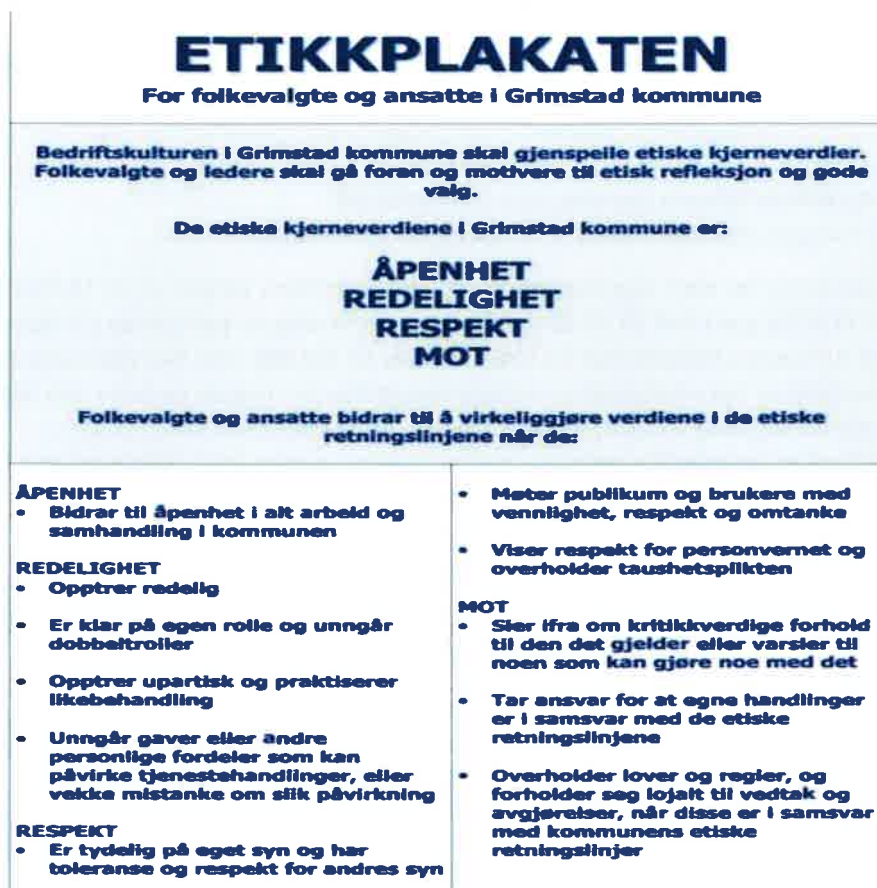 ETIKKPLAKATEN
For folkevalgte og ansatte i Grimstad kommune
Bedriftskulturen i Grimstad kommune skal gjenspeile etiske kjerneverdier.
Folkevalgte og ledere skal gå foran og motivere til etisk refleksjon og gode
valg.
De etiske kjerneverdiene i Grimstad kommune er:
ÅPENHET
REDELIGHET
RESPEKT
MOT
Folkevalgte og ansatte bidrar til å virkeliggjøre verdiene i de etiske
retningslinjene når de:
ÅPENHET
• Bidrar til åpenhet i alt arbeid og
samhandling i kommunen
REDELIGHET
• Opptrer redelig
• Er klar på egen rolle og unngår
dobbeltroller
• Opptrer upartisk og praktiserer
likebehandling
• Unngår gaver eller andre
personlige fordeler som kan
påvirke tjenestehandlinger, eller
vekke mistanke om slik påvirkning
RESPEKT
• Er tydelig på eget syn og har
toleranse og respekt for andres syn
• Møter publikum og brukere med
vennlighet, respekt og omtanke
• Viser respekt for personvernet og
overholder taushetsplikten
MOT
• Sier ifra om kritikkverdige forhold
til den det gjelder eller varsler til
noen som kan gjøre noe med det
• Tar ansvar for at egne handlinger
er i samsvar med de etiske
retningslinjene
• Overholder lover og regler, og
forholder seg lojalt til vedtak og
avgjørelser, når disse er i samsvar
med kommunens etiske
retningslinjer